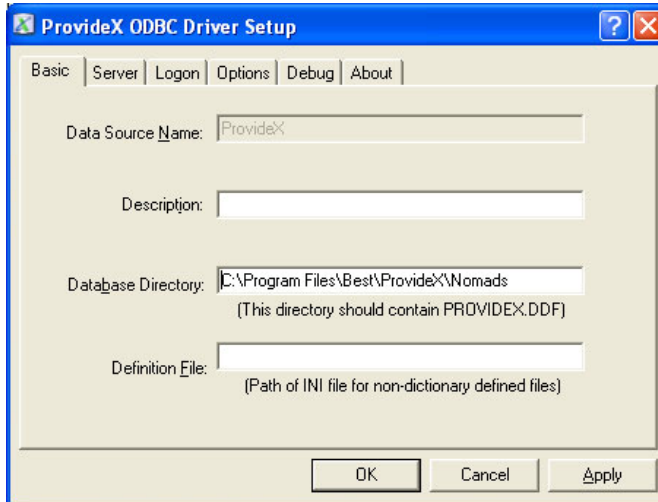 ProvideX ODBC Driver Setup
Basic Server Logon Options Debug About
Data Source Name: ProvideX
Description:
Database Directory: C:\Program Files\Best\ProvideX\Nomads
(This directory should contain PROVIDEX.DDF)
Definition File:
(Path of INI file for non-dictionary defined files)
OK Cancel Apply